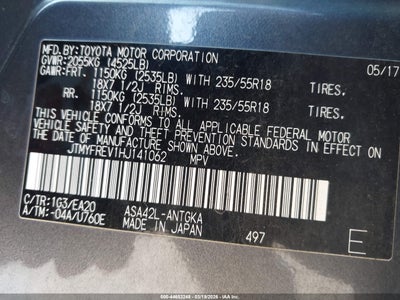 MFD.BY:TOYOTA MOTOR CORPORATION 05/17
GVWR:2055KG (4525LB)
GAWR:FRT. 1150KG (2535LB) WITH 235/55R18 TIRES.
18X7 1/2J RIMS.
RR. 1150KG (2535LB) WITH 235/55R18 TIRES.
18X7 1/2J RIMS.
THIS VEHICLE CONFORMS TO ALL APPLICABLE FEDERAL MOTOR
VEHICLE SAFETY STANDARDS IN EFFECT ON THE
DATE OF MANUFACTURE SHOWN ABOVE.
JTMYFREV1HJ141062 MPV
C/TR:1G3/EA20 ASA42L-ANTGKA
A/TM:-04A/U760E MADE IN JAPAN 497 E